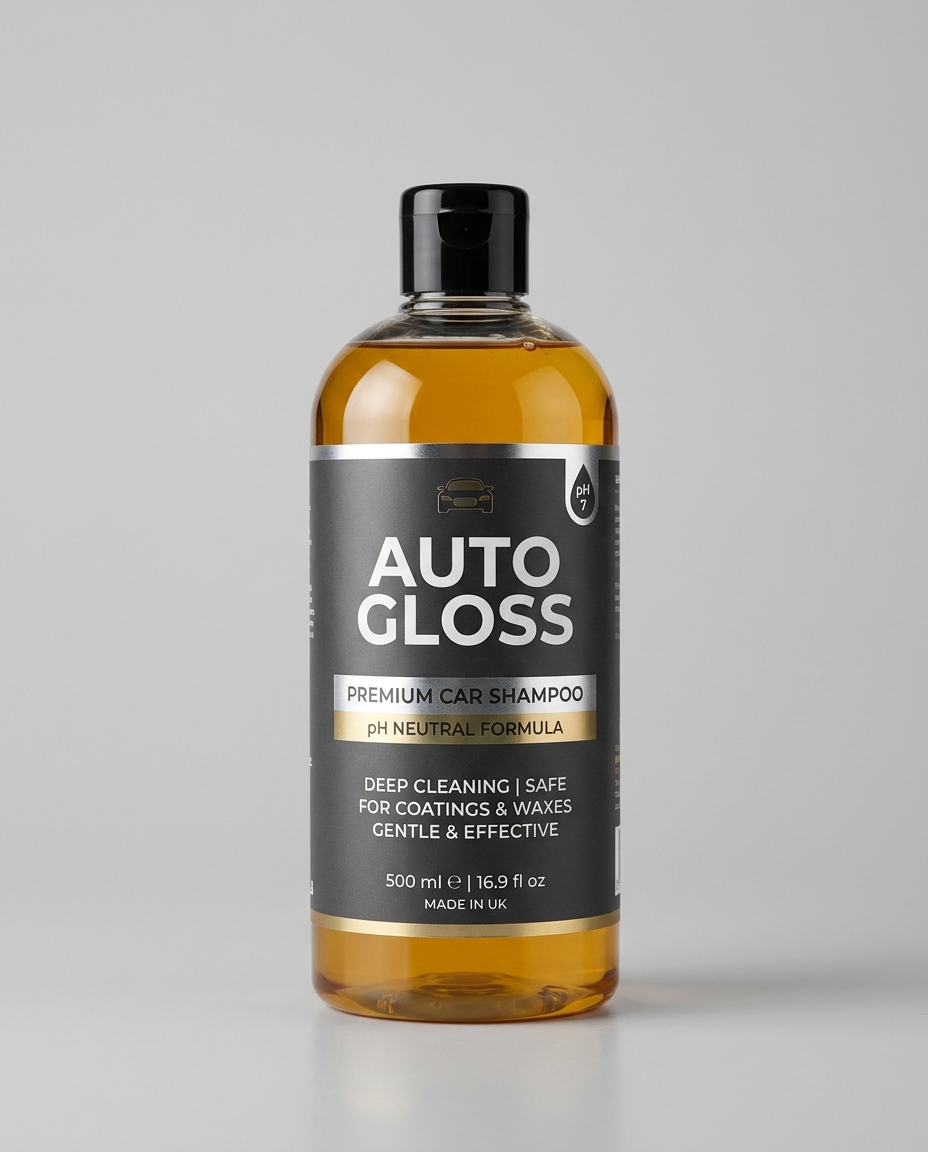 pH
7
AUTO
GLOSS
PREMIUM CAR SHAMPOO
pH NEUTRAL FORMULA
DEEP CLEANING | SAFE
FOR COATINGS & WAXES
GENTLE & EFFECTIVE
500 ml ℮ | 16.9 fl oz
MADE IN UK